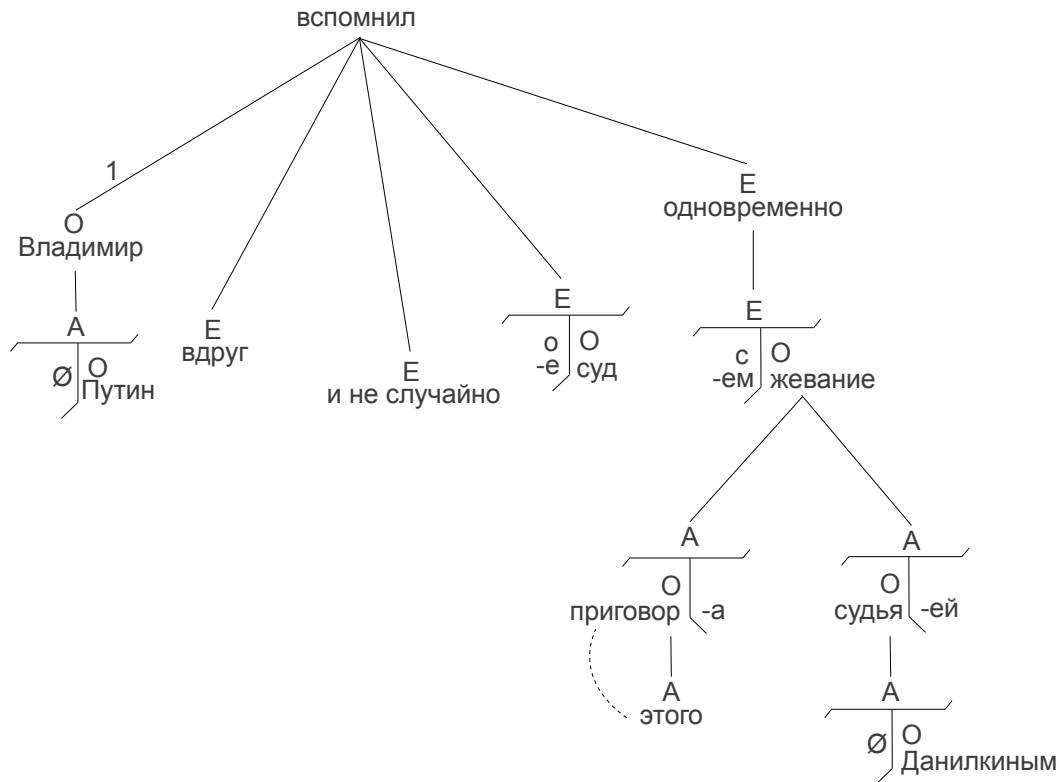 вспомнил
1
О
Владимир
А
Ø О
Путин
Е
вдруг
Е
и не случайно
Е
о О
-е суд
Е
одновременно
Е
с О
-ем жевание
А
О
приговор -а
А
этого
А
О
судья -ей
А
Ø О
Данилкиным